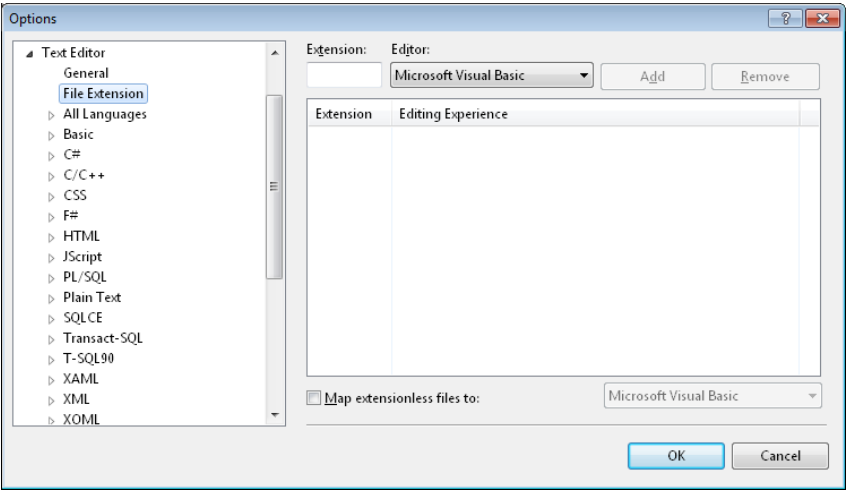 Options
Text Editor
General
File Extension
All Languages
Basic
C#
C/C++
CSS
F#
HTML
JScript
PL/SQL
Plain Text
SQLCE
Transact-SQL
T-SQL90
XAML
XML
XOML
Extension: Editor:
Microsoft Visual Basic Add Remove
Extension Editing Experience
Map extensionless files to: Microsoft Visual Basic
OK Cancel